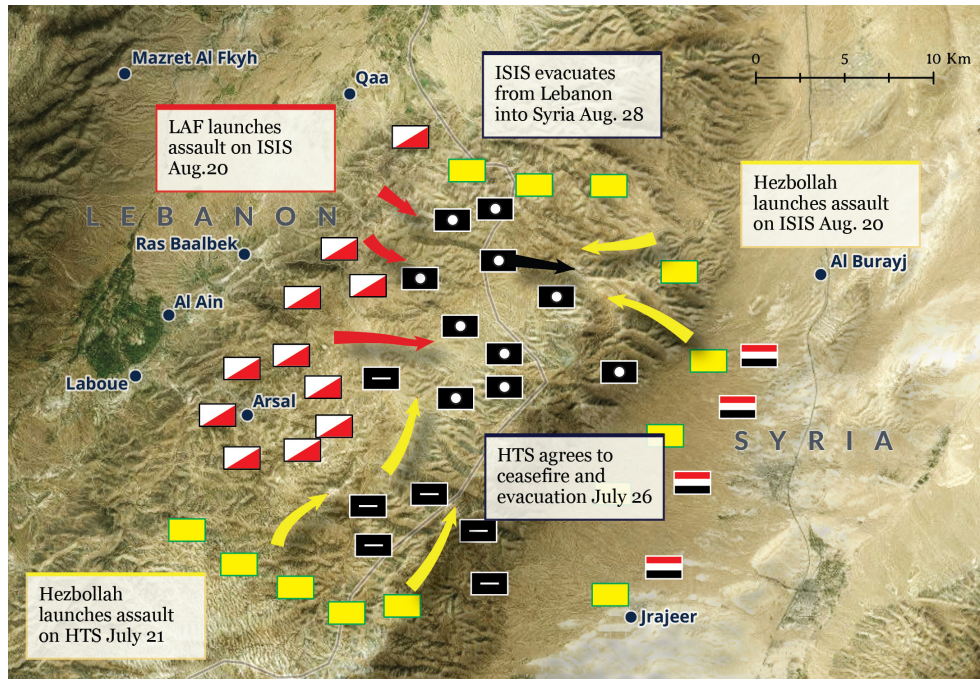 Mazret Al Fkyh
Qaa
ISIS evacuates
from Lebanon
into Syria Aug. 28
0 5 10 Km
LAF launches
assault on ISIS
Aug.20
Hezbollah
launches assault
on ISIS Aug. 20
LEBANON
Ras Baalbek
Al Burayj
Al Ain
Laboue
Arsal
SYRIA
HTS agrees to
ceasefire and
evacuation July 26
Hezbollah
launches assault
on HTS July 21
Jrajeer